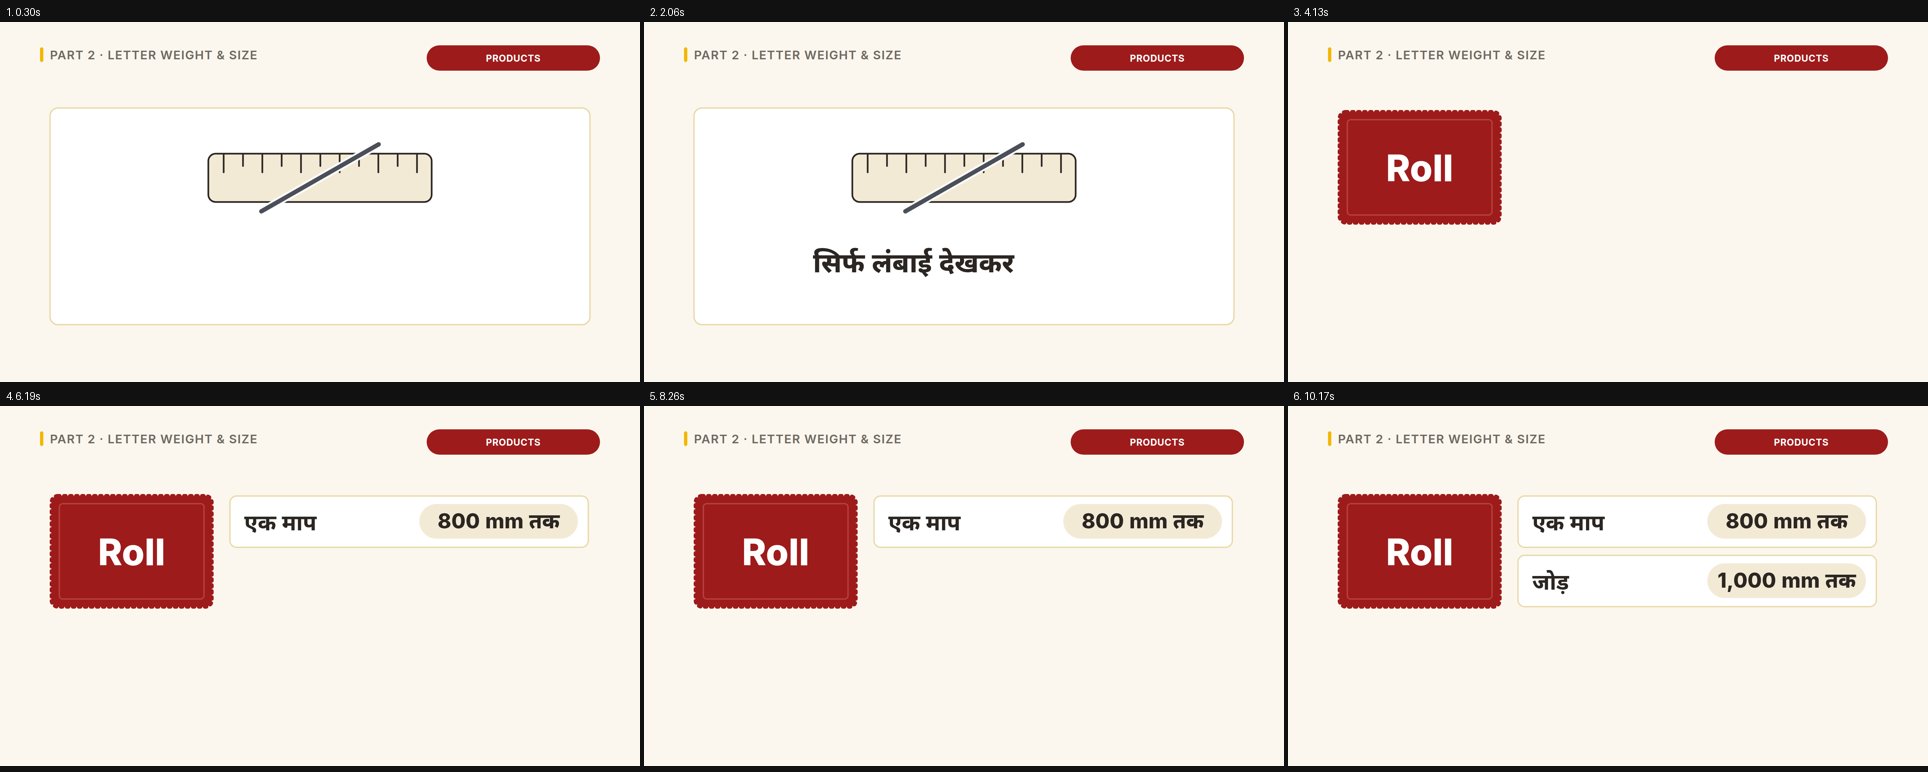 1. 0.30s
PART 2 · LETTER WEIGHT & SIZE
PRODUCTS
2. 2.06s
PART 2 · LETTER WEIGHT & SIZE
PRODUCTS
सिर्फ लंबाई देखकर
3. 4.13s
PART 2 · LETTER WEIGHT & SIZE
PRODUCTS
Roll
4. 6.19s
PART 2 · LETTER WEIGHT & SIZE
PRODUCTS
Roll
एक माप 800 mm तक
5. 8.26s
PART 2 · LETTER WEIGHT & SIZE
PRODUCTS
Roll
एक माप 800 mm तक
6. 10.17s
PART 2 · LETTER WEIGHT & SIZE
PRODUCTS
Roll
एक माप 800 mm तक
जोड़ 1,000 mm तक